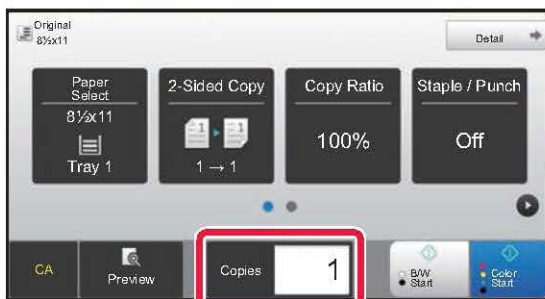 Original
8½x11
Detail
Paper
Select
8½x11
Tray 1
2-Sided Copy
1 → 1
Copy Ratio
100%
Staple / Punch
Off
CA
Preview
Copies
1
B/W
Start
Color
Start